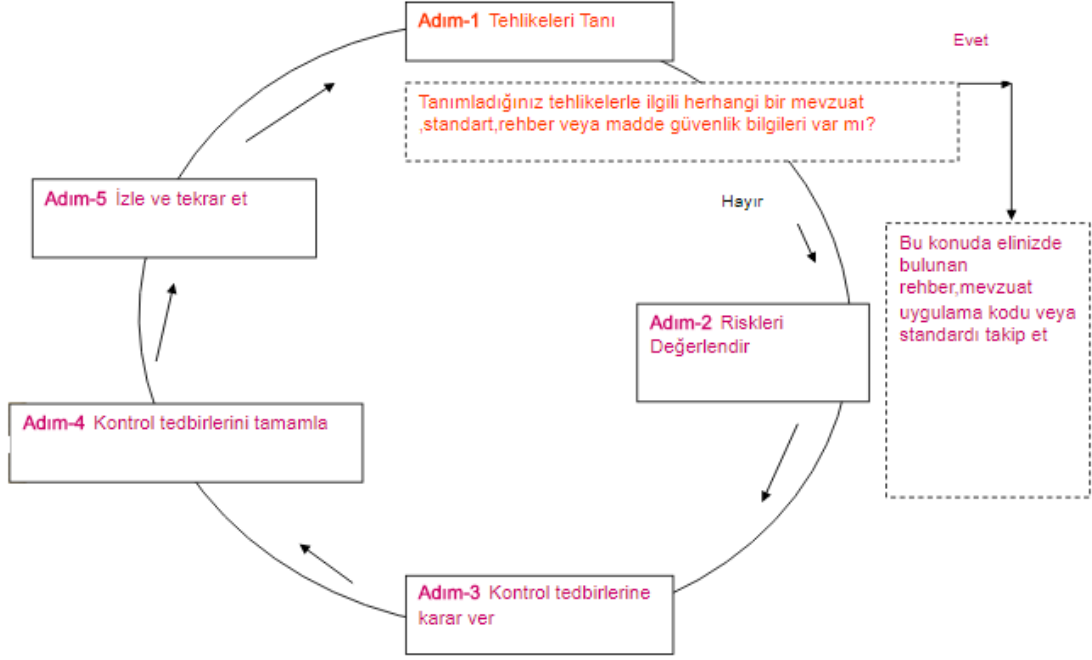 Adım-1 Tehlikeleri Tanı
Evet
Tanımladığınız tehlikelerle ilgili herhangi bir mevzuat
,standart,rehber veya madde güvenlik bilgileri var mı?
Hayır
Bu konuda elinizde
bulunan
rehber,mevzuat
uygulama kodu veya
standardı takip et
Adım-2 Riskleri
Değerlendir
Adım-3 Kontrol tedbirlerine
karar ver
Adım-4 Kontrol tedbirlerini tamamla
Adım-5 İzle ve tekrar et